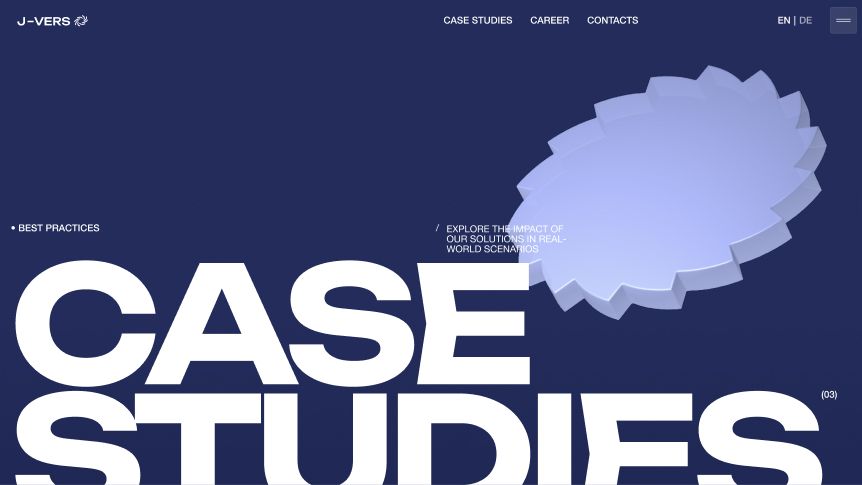 J–VERS
CASE STUDIES
CAREER
CONTACTS
EN | DE
• BEST PRACTICES
/ EXPLORE THE IMPACT OF
OUR SOLUTIONS IN REAL-
WORLD SCENARIOS
CASE
STUDIES
(03)